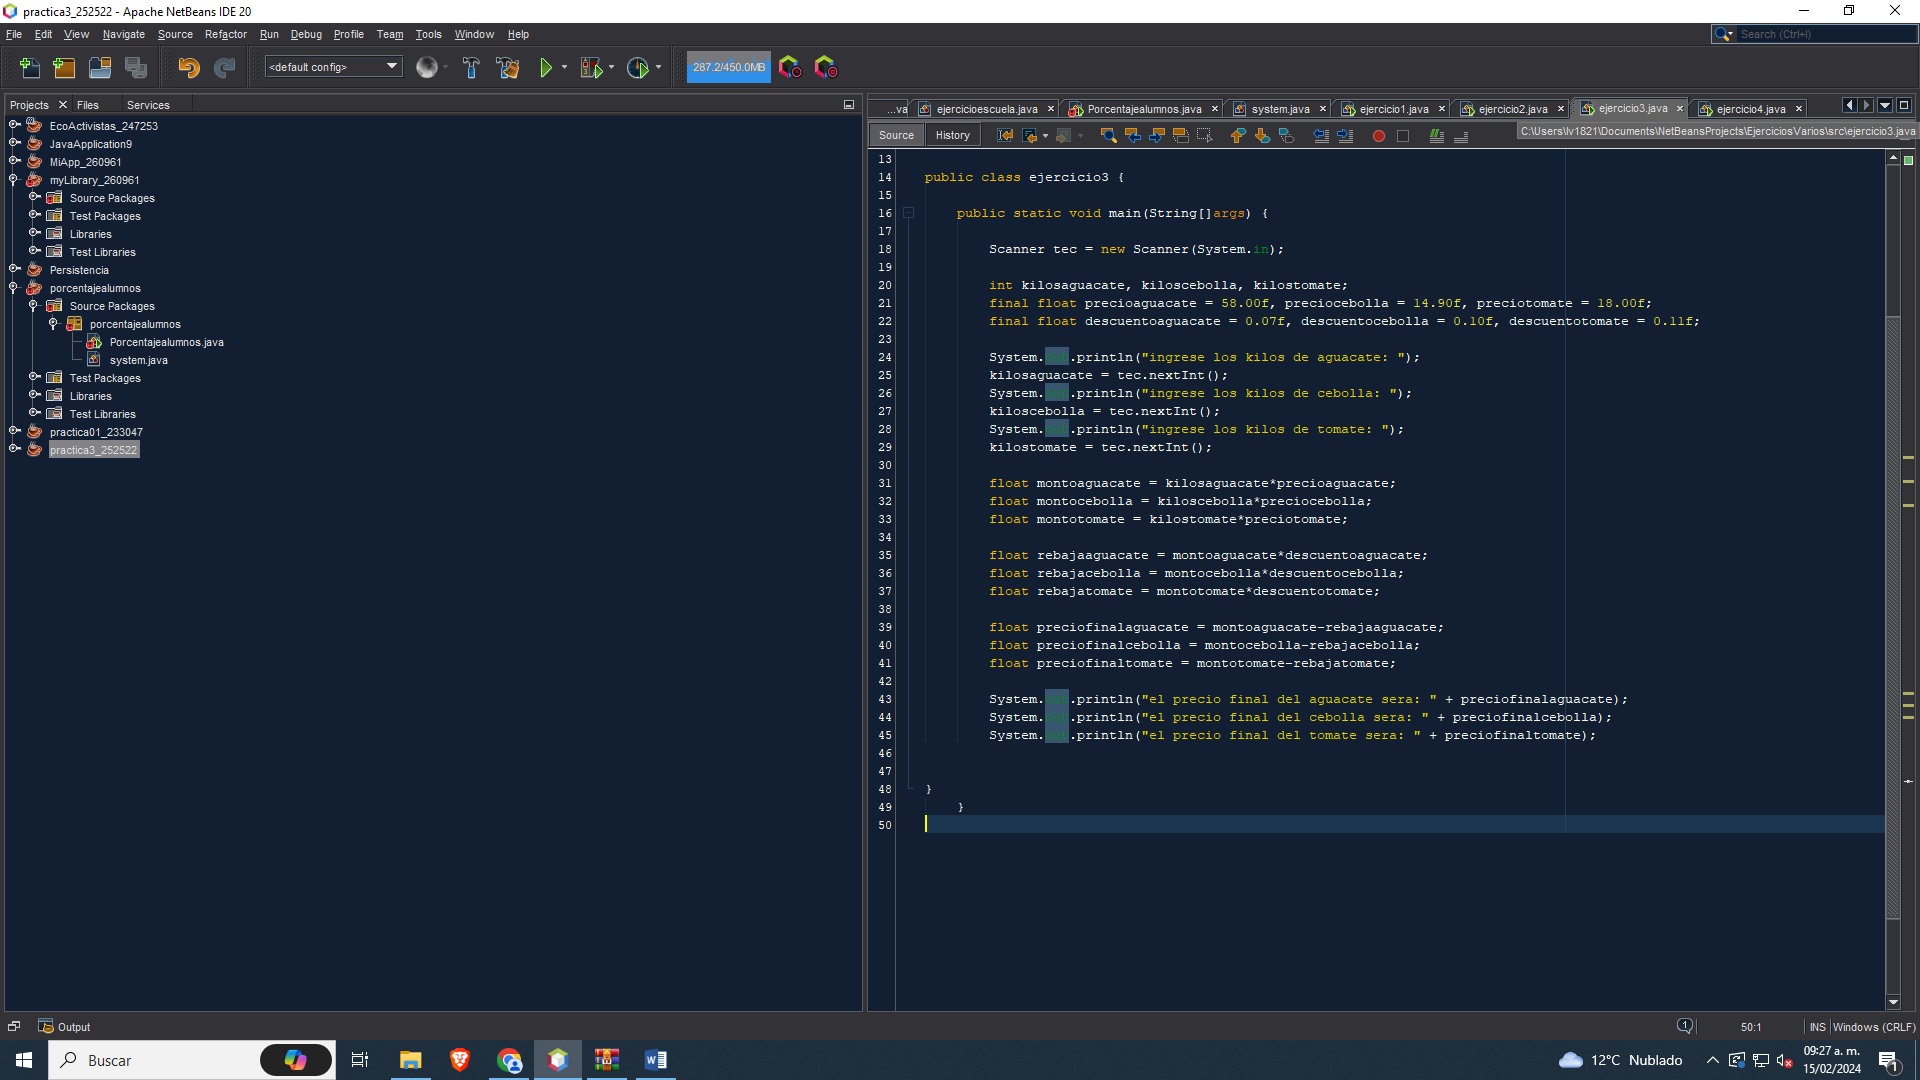 practica3_252522 - Apache NetBeans IDE 20
File Edit View Navigate Source Refactor Run Debug Profile Team Tools Window Help
Search (Ctrl+I)
<default config>
287.2/450.0MB
Projects Files Services
EcoActivistas_247253
JavaApplication9
MiApp_260961
myLibrary_260961
Source Packages
Test Packages
Libraries
Test Libraries
Persistencia
porcentajealumnos
Source Packages
porcentajealumnos
Porcentajealumnos.java
system.java
Test Packages
Libraries
Test Libraries
practica01_233047
practica3_252522
...va ejercicioescuela.java Porcentajealumnos.java system.java ejercicio1.java ejercicio2.java ejercicio3.java ejercicio4.java
Source History
C:\Users\lv1821\Documents\NetBeansProjects\EjerciciosVarios\src\ejercicio3.java
13
14 public class ejercicio3 {
15
16 public static void main(String[]args) {
17
18 Scanner tec = new Scanner(System.in);
19
20 int kilosaguacate, kiloscebolla, kilostomate;
21 final float precioaguacate = 58.00f, preciocebolla = 14.90f, preciotomate = 18.00f;
22 final float descuentoaguacate = 0.07f, descuentocebolla = 0.10f, descuentotomate = 0.11f;
23
24 System.out.println("ingrese los kilos de aguacate: ");
25 kilosaguacate = tec.nextInt();
26 System.out.println("ingrese los kilos de cebolla: ");
27 kiloscebolla = tec.nextInt();
28 System.out.println("ingrese los kilos de tomate: ");
29 kilostomate = tec.nextInt();
30
31 float montoaguacate = kilosaguacate*precioaguacate;
32 float montocebolla = kiloscebolla*preciocebolla;
33 float montotomate = kilostomate*preciotomate;
34
35 float rebajaaguacate = montoaguacate*descuentoaguacate;
36 float rebajacebolla = montocebolla*descuentocebolla;
37 float rebajatomate = montotomate*descuentotomate;
38
39 float preciofinalaguacate = montoaguacate-rebajaaguacate;
40 float preciofinalcebolla = montocebolla-rebajacebolla;
41 float preciofinaltomate = montotomate-rebajatomate;
42
43 System.out.println("el precio final del aguacate sera: " + preciofinalaguacate);
44 System.out.println("el precio final del cebolla sera: " + preciofinalcebolla);
45 System.out.println("el precio final del tomate sera: " + preciofinaltomate);
46
47
48 }
49 }
50
Output
1
50:1
INS
Windows (CRLF)
Buscar
12°C Nublado
09:27 a. m.
15/02/2024
1